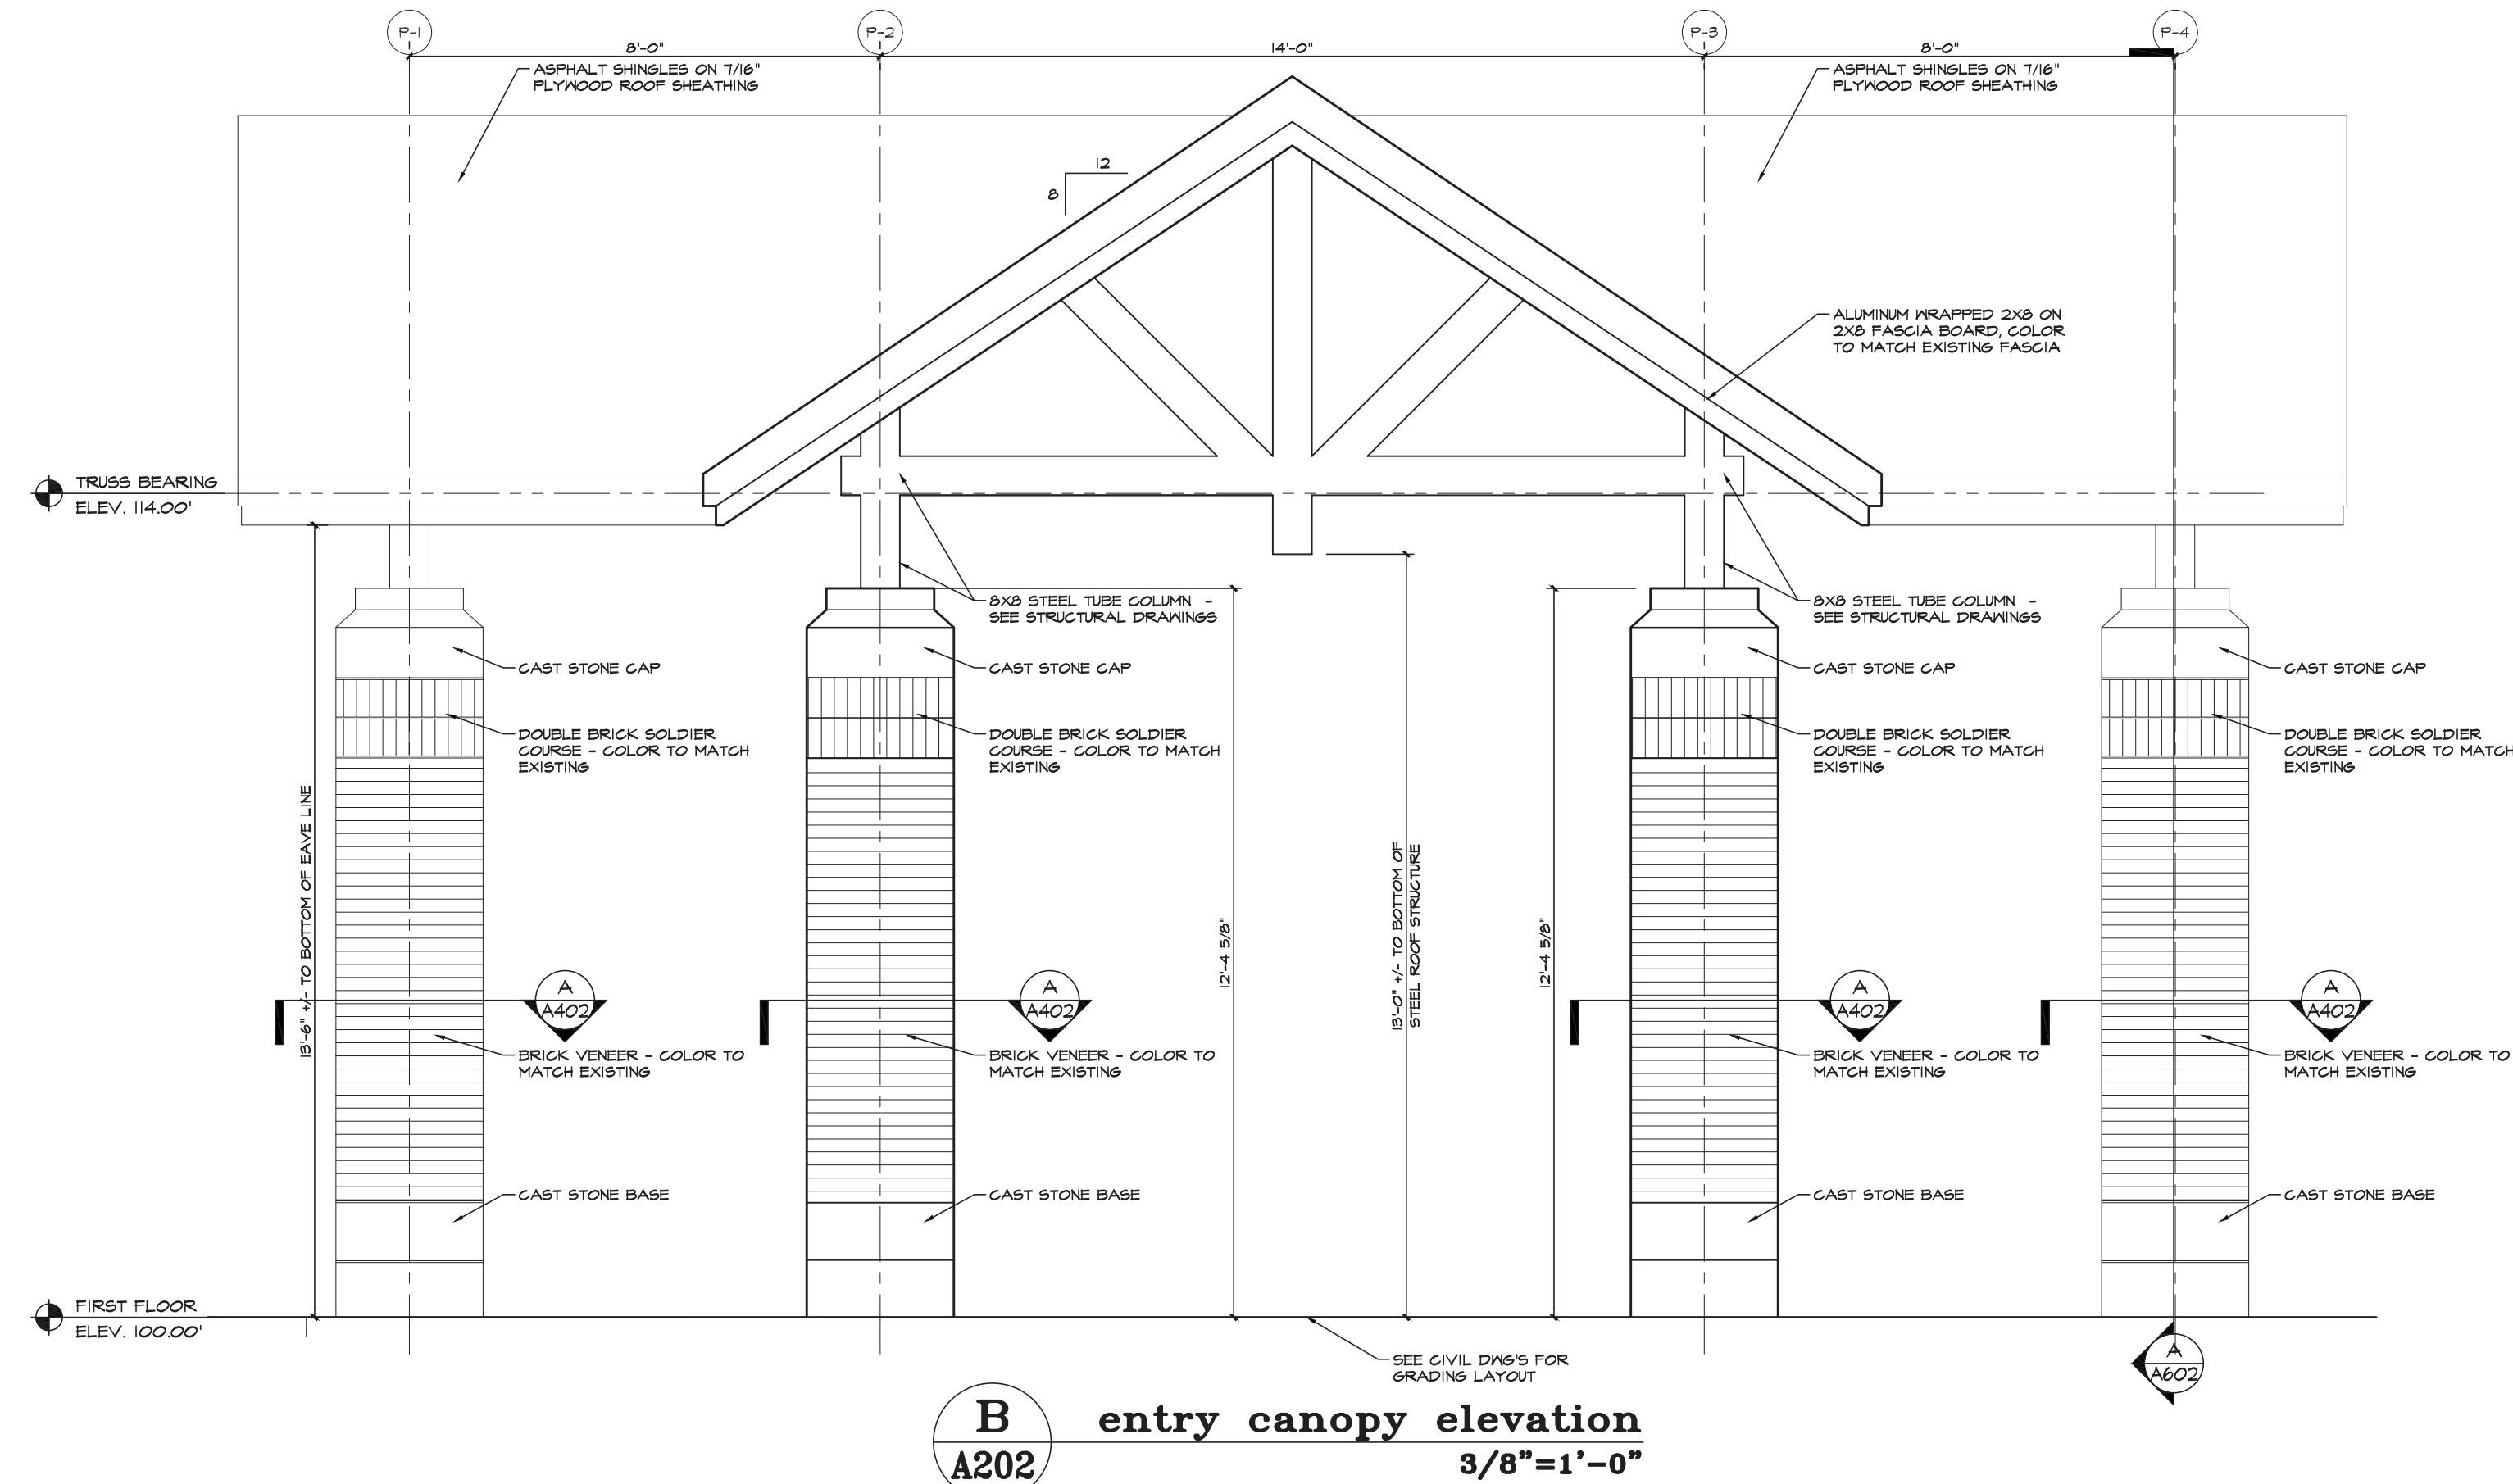 P-1
P-2
P-3
P-4
8'-0"
14'-0"
8'-0"
ASPHALT SHINGLES ON 7/16"
PLYWOOD ROOF SHEATHING
ASPHALT SHINGLES ON 7/16"
PLYWOOD ROOF SHEATHING
12
8
ALUMINUM WRAPPED 2X8 ON
2X8 FASCIA BOARD, COLOR
TO MATCH EXISTING FASCIA
TRUSS BEARING
ELEV. 114.00'
8X8 STEEL TUBE COLUMN -
SEE STRUCTURAL DRAWINGS
8X8 STEEL TUBE COLUMN -
SEE STRUCTURAL DRAWINGS
CAST STONE CAP
CAST STONE CAP
CAST STONE CAP
CAST STONE CAP
DOUBLE BRICK SOLDIER
COURSE - COLOR TO MATCH
EXISTING
DOUBLE BRICK SOLDIER
COURSE - COLOR TO MATCH
EXISTING
DOUBLE BRICK SOLDIER
COURSE - COLOR TO MATCH
EXISTING
DOUBLE BRICK SOLDIER
COURSE - COLOR TO MATCH
EXISTING
13'-6" +/- TO BOTTOM OF EAVE LINE
12'-4 5/8"
13'-0" +/- TO BOTTOM OF
STEEL ROOF STRUCTURE
12'-4 5/8"
A
A402
A
A402
A
A402
A
A402
BRICK VENEER - COLOR TO
MATCH EXISTING
BRICK VENEER - COLOR TO
MATCH EXISTING
BRICK VENEER - COLOR TO
MATCH EXISTING
BRICK VENEER - COLOR TO
MATCH EXISTING
CAST STONE BASE
CAST STONE BASE
CAST STONE BASE
CAST STONE BASE
FIRST FLOOR
ELEV. 100.00'
SEE CIVIL DWG'S FOR
GRADING LAYOUT
A
A602
B
A202
entry canopy elevation
3/8"=1'-0"